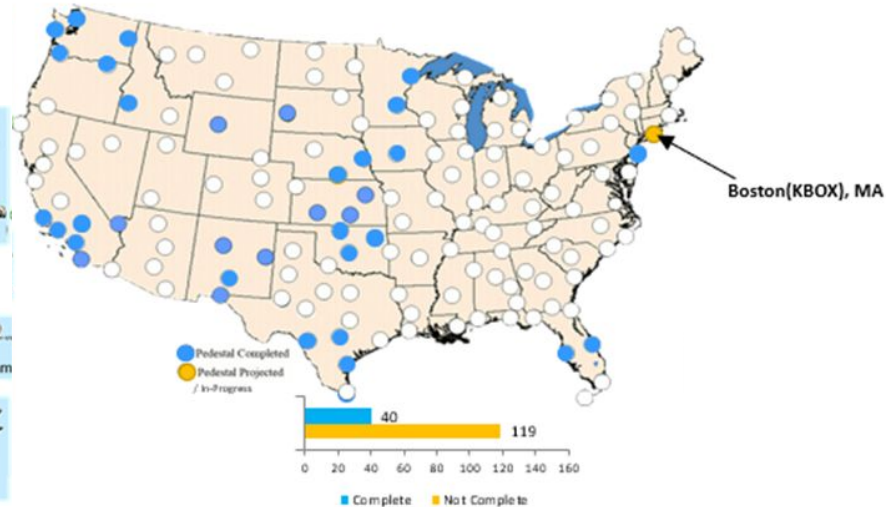 Boston(KBOX), MA
Pedestal Completed
Pedestal Projected
/ In-Progress
40
119
0 20 40 60 80 100 120 140 160
Complete Not Complete